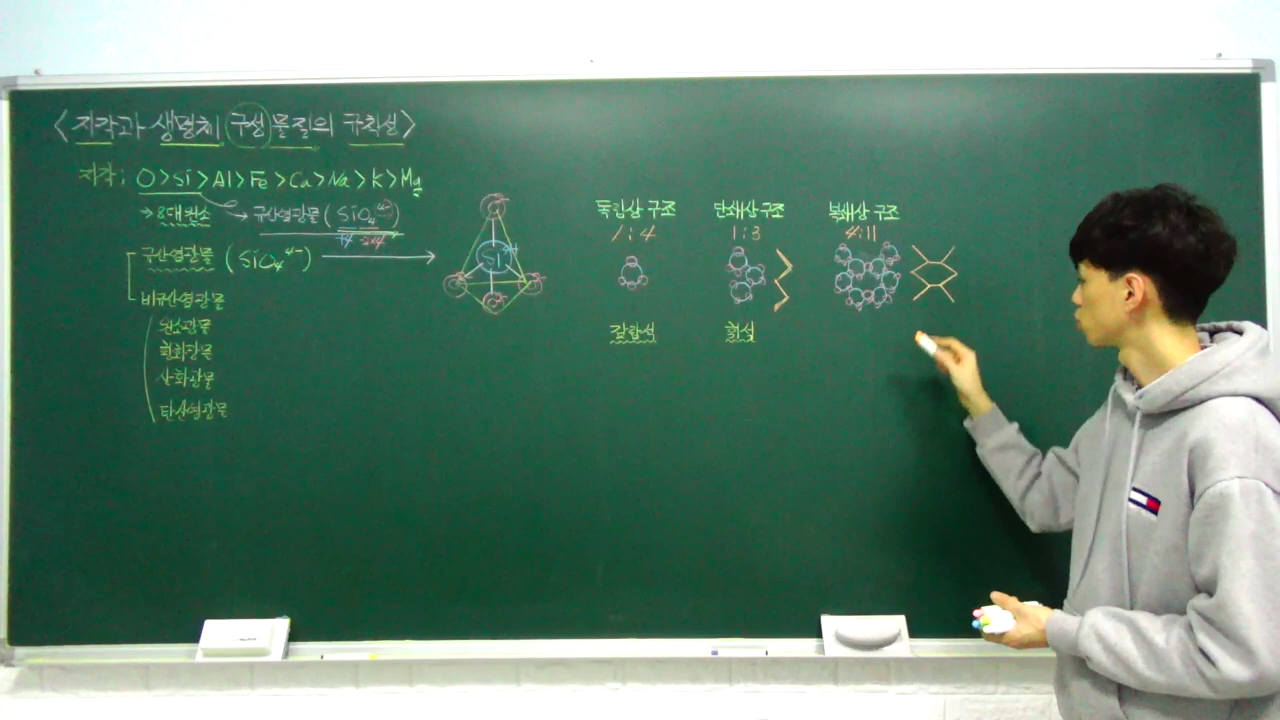 <지각과 생명체 구성 물질의 규칙성>
지각 : O > Si > Al > Fe > Ca > Na > K > Mg
→ 8대 원소
→ 규산염광물 (SiO₄⁴⁻)
+4 -2x4
규산염광물 (SiO₄⁴⁻)
비규산염광물
원소광물
황화광물
산화광물
탄산염광물
Si⁴⁺
독립상 구조
1:4
감람석
단쇄상 구조
1:3
휘석
복쇄상 구조
4:11